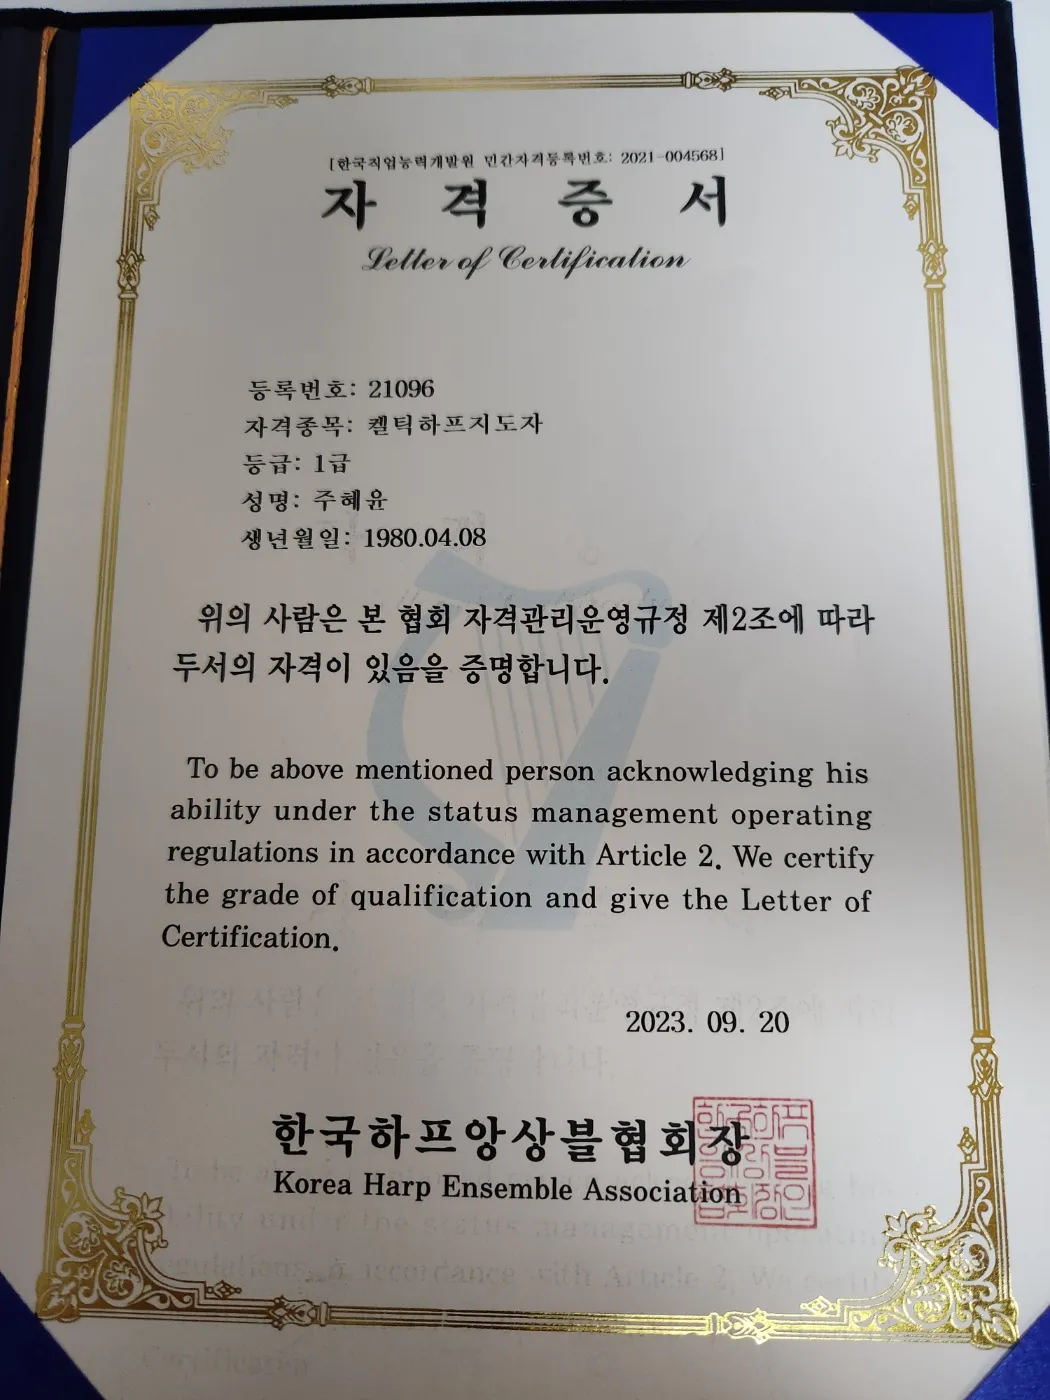 [한국직업능력개발원 민간자격등록번호: 2021-004568]
자 격 증 서
Letter of Certification
등록번호: 21096
자격종목: 켈틱하프지도자
등급: 1급
성명: 주혜윤
생년월일: 1980.04.08
위의 사람은 본 협회 자격관리운영규정 제2조에 따라
두서의 자격이 있음을 증명합니다.
To be above mentioned person acknowledging his
ability under the status management operating
regulations in accordance with Article 2. We certify
the grade of qualification and give the Letter of
Certification.
2023. 09. 20
한국하프앙상블협회장
Korea Harp Ensemble Association